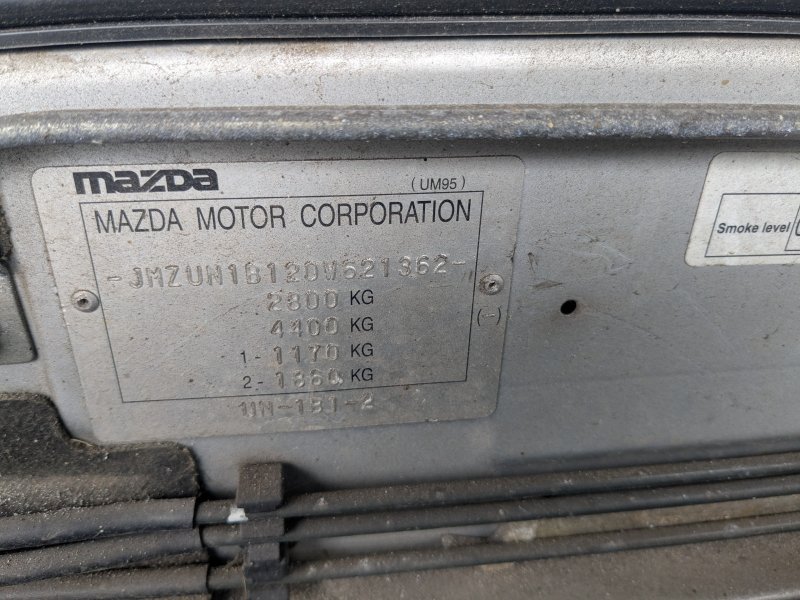 mazda
(UM95)
MAZDA MOTOR CORPORATION
-JMZUN1B120W521362-
2800 KG
4400 KG
1-1170 KG
2-1860 KG
(-)
UN-1B1-2
Smoke level